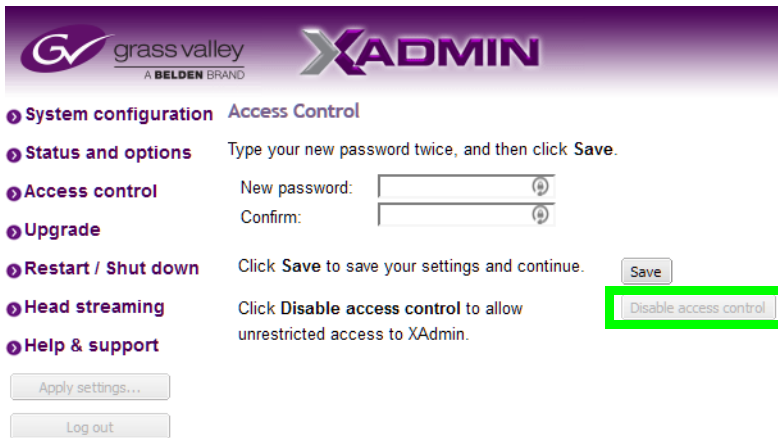 GV grass valley
A BELDEN BRAND
XADMIN
System configuration
Status and options
Access control
Upgrade
Restart / Shut down
Head streaming
Help & support
Apply settings...
Log out
Access Control
Type your new password twice, and then click Save.
New password:
Confirm:
Click Save to save your settings and continue.
Save
Click Disable access control to allow
unrestricted access to XAdmin.
Disable access control